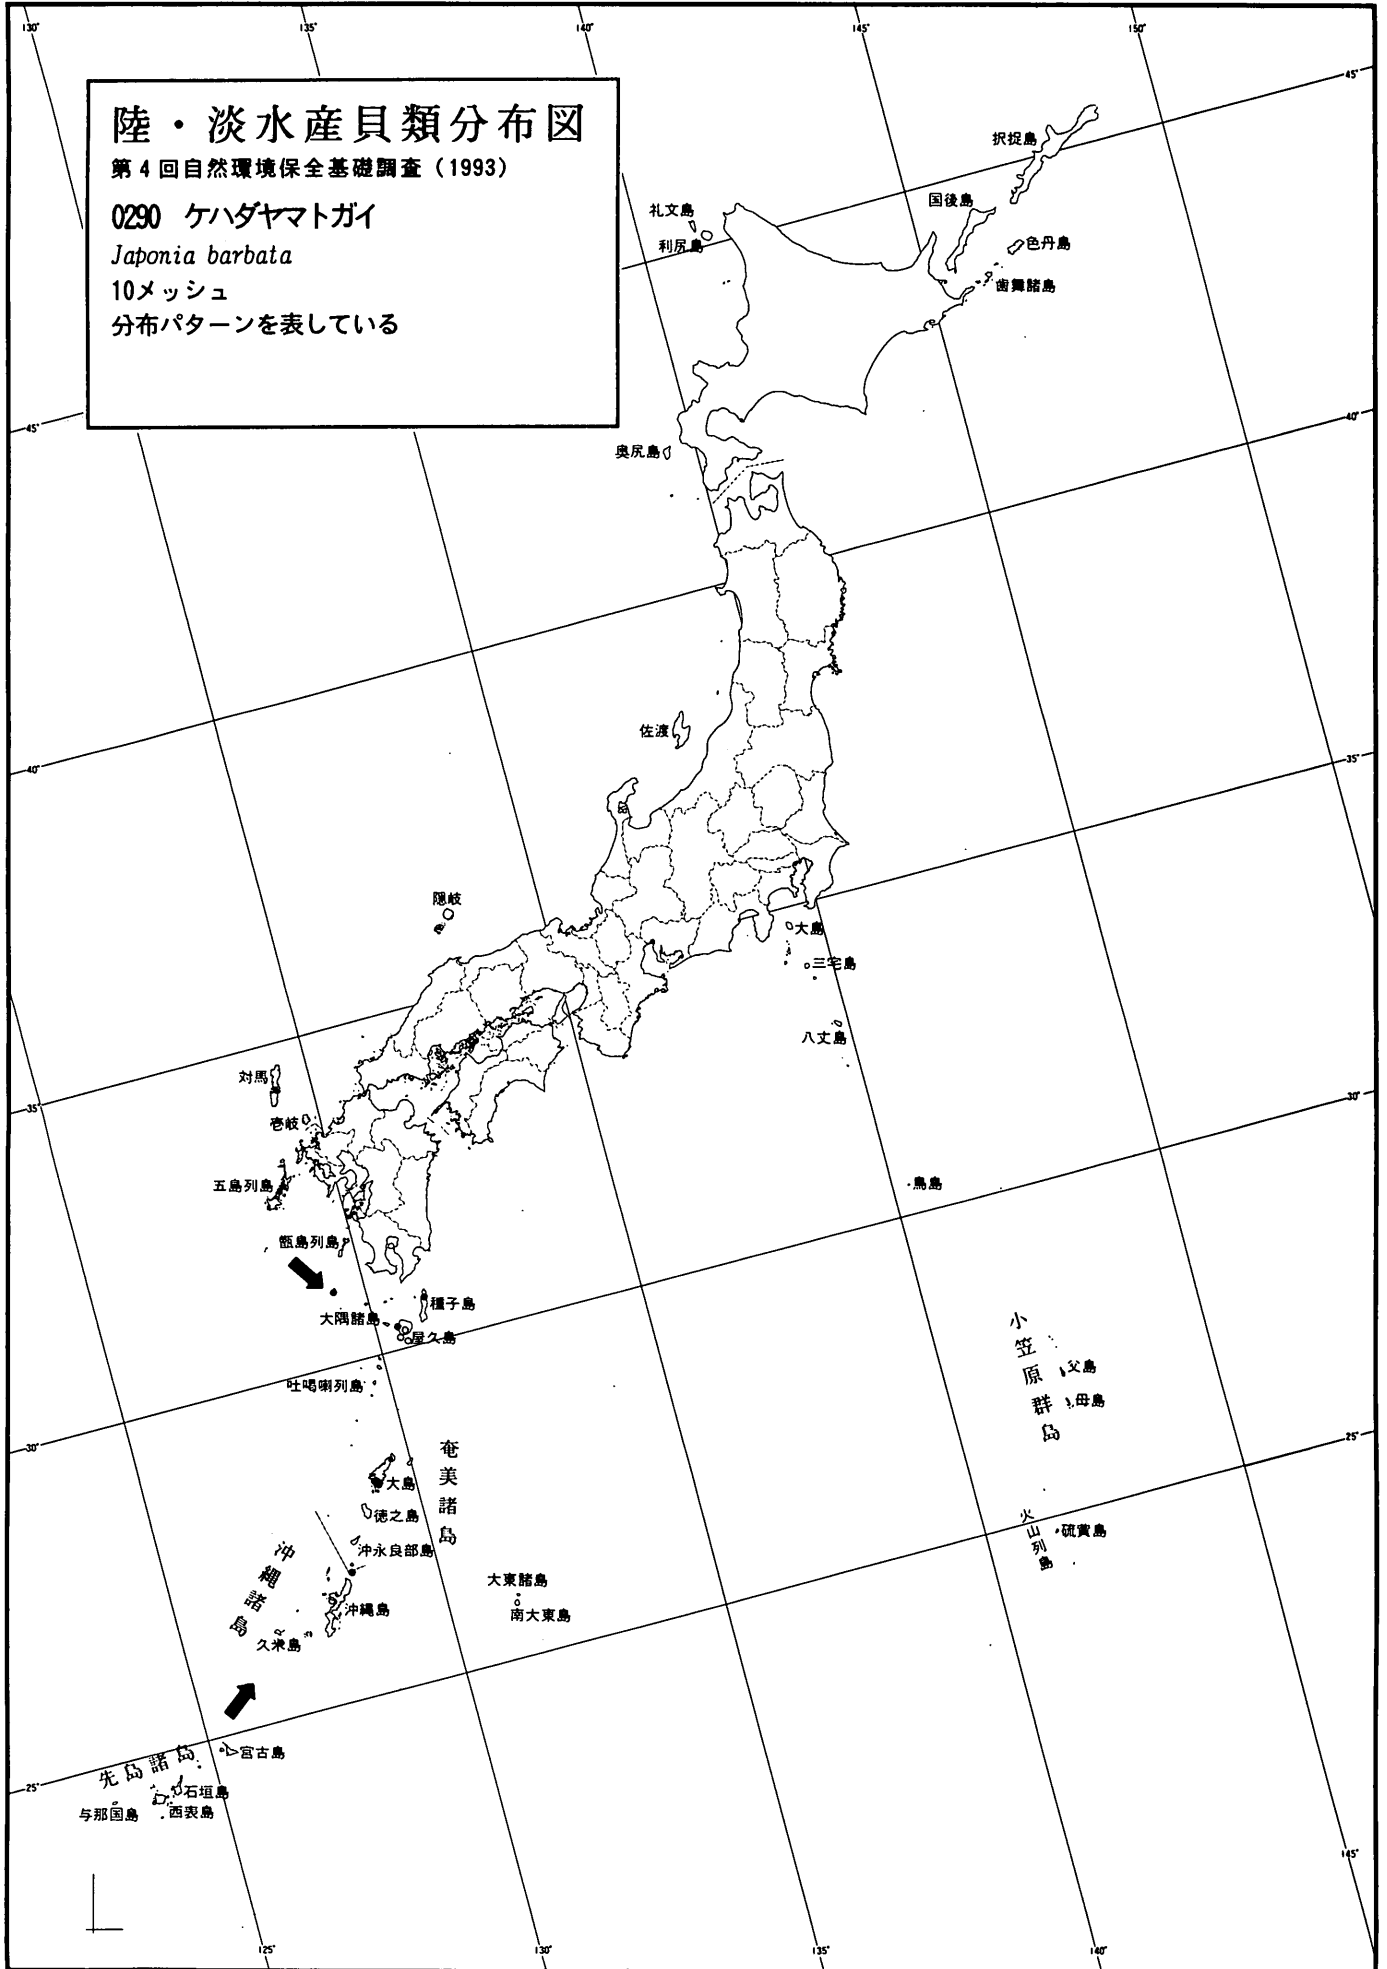 130°
135°
140°
145°
150°
45°
陸・淡水産貝類分布図
第4回自然環境保全基礎調査（1993）
0290 ケハダヤマトガイ
Japonia barbata
10メッシュ
分布パターンを表している
択捉島
国後島
礼文島
利尻島
色丹島
歯舞諸島
40°
45°
奥尻島
佐渡
35°
40°
隠岐
大島
三宅島
八丈島
対馬
35°
壱岐
30°
五島列島
鳥島
甑島列島
種子島
大隅諸島
屋久島
吐噶喇列島
小笠原群島
父島
母島
25°
30°
奄美諸島
大島
徳之島
沖永良部島
火山列島
硫黄島
沖縄諸島
大東諸島
南大東島
沖縄島
久米島
先島諸島
宮古島
25°
石垣島
与那国島
西表島
145°
125°
130°
135°
140°